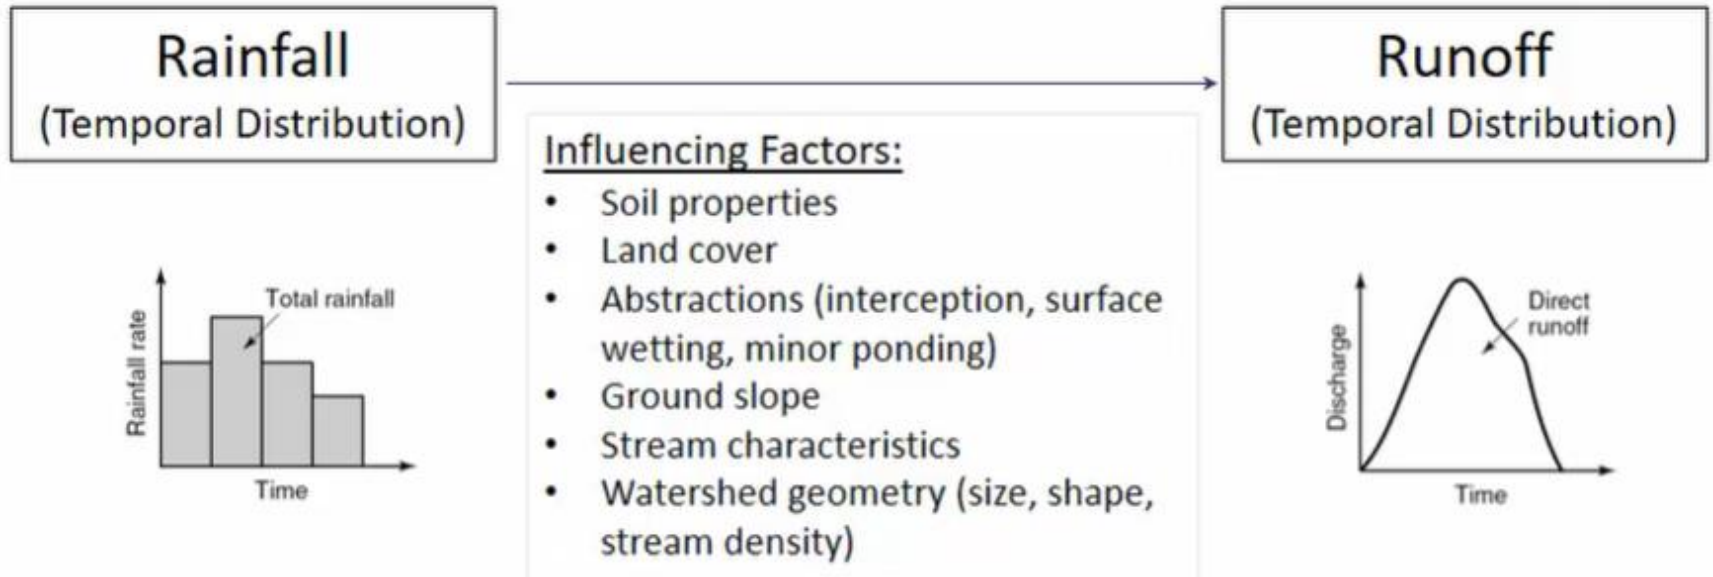 Rainfall
(Temporal Distribution)
Runoff
(Temporal Distribution)
Influencing Factors:
• Soil properties
• Land cover
• Abstractions (interception, surface
wetting, minor ponding)
• Ground slope
• Stream characteristics
• Watershed geometry (size, shape,
stream density)
Rainfall rate
Total rainfall
Time
Discharge
Direct
runoff
Time